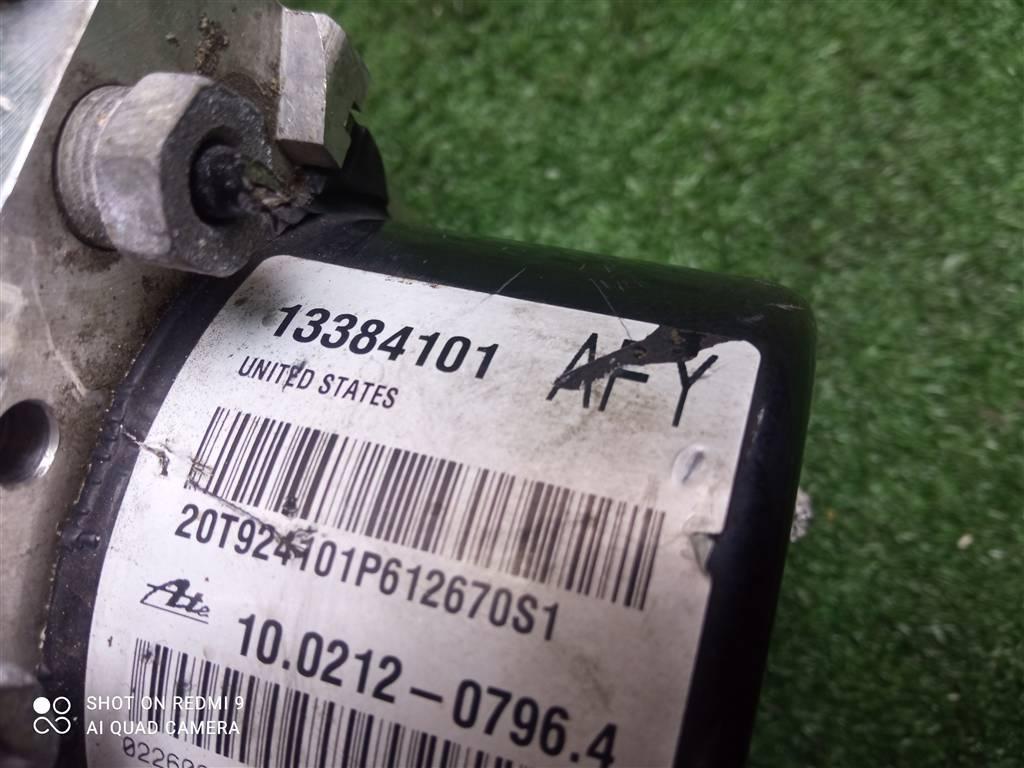 13384101 AFY
UNITED STATES
20T924101P612670S1
Ate
10.0212-0796.4
SHOT ON REDMI 9
AI QUAD CAMERA